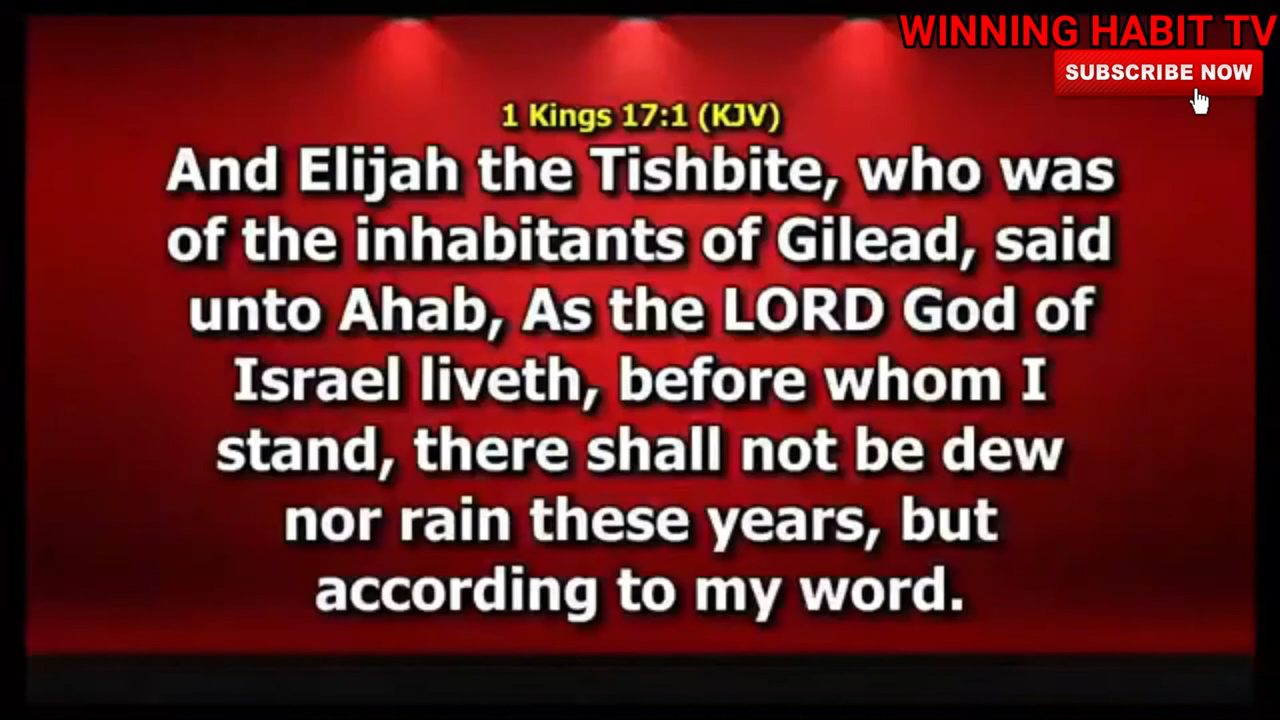 WINNING HABIT TV
SUBSCRIBE NOW
1 Kings 17:1 (KJV)
And Elijah the Tishbite, who was
of the inhabitants of Gilead, said
unto Ahab, As the LORD God of
Israel liveth, before whom I
stand, there shall not be dew
nor rain these years, but
according to my word.